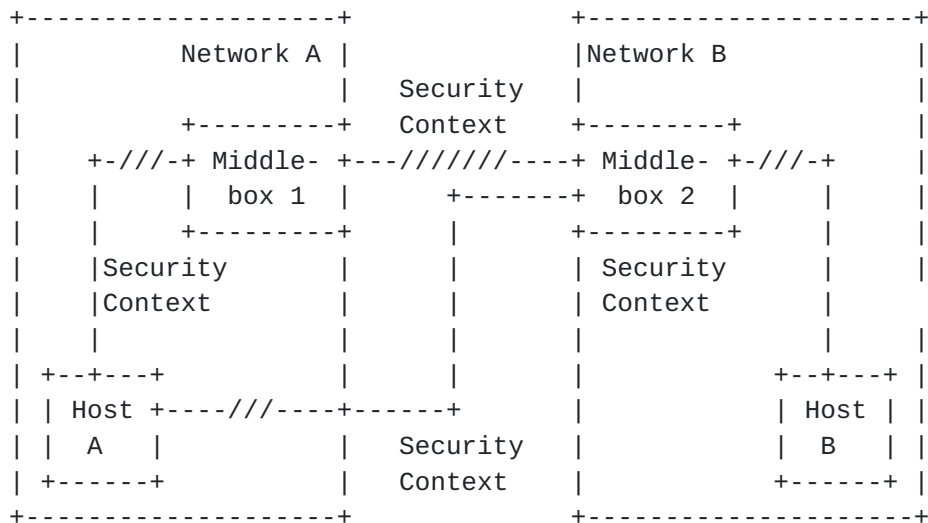 +---------------------+              +---------------------+
|          Network A  |              |Network B            |
|                     |   Security   |                     |
|          +---------+    Context    +---------+           |
|    +-///-+ Middle- +---///////----+ Middle- +-///-+     |
|    |     |  box 1  |      +-------+  box 2  |     |     |
|    |     +---------+      |       +---------+     |     |
|    |Security       |      |       | Security      |     |
|    |Context        |      |       | Context       |
|    |               |      |       |               |     |
| +--+---+           |      |       |            +--+---+ |
| | Host +----///----+------+       |            | Host | |
| |  A   |           |   Security   |            |  B   | |
| +------+           |   Context    |            +------+ |
+---------------------+              +---------------------+